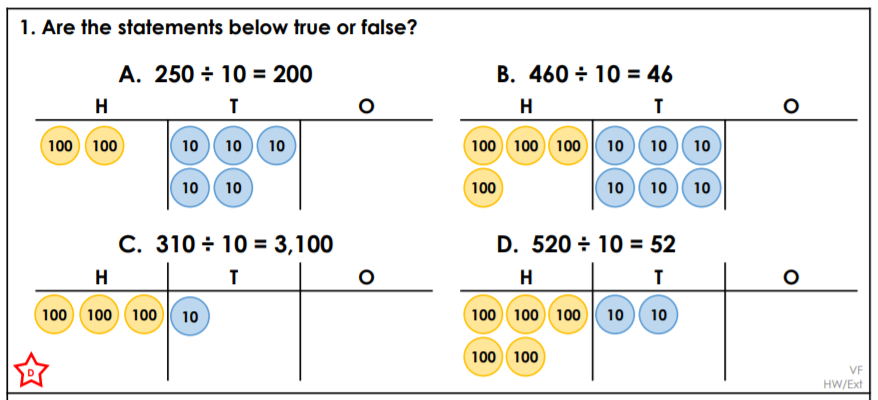 1. Are the statements below true or false?
A. 250 ÷ 10 = 200
H T O
100 100 10 10 10
10 10
B. 460 ÷ 10 = 46
H T O
100 100 100 10 10 10
100 10 10 10
C. 310 ÷ 10 = 3,100
H T O
100 100 100 10
D. 520 ÷ 10 = 52
H T O
100 100 100 10 10
100 100
D
VF
HW/Ext